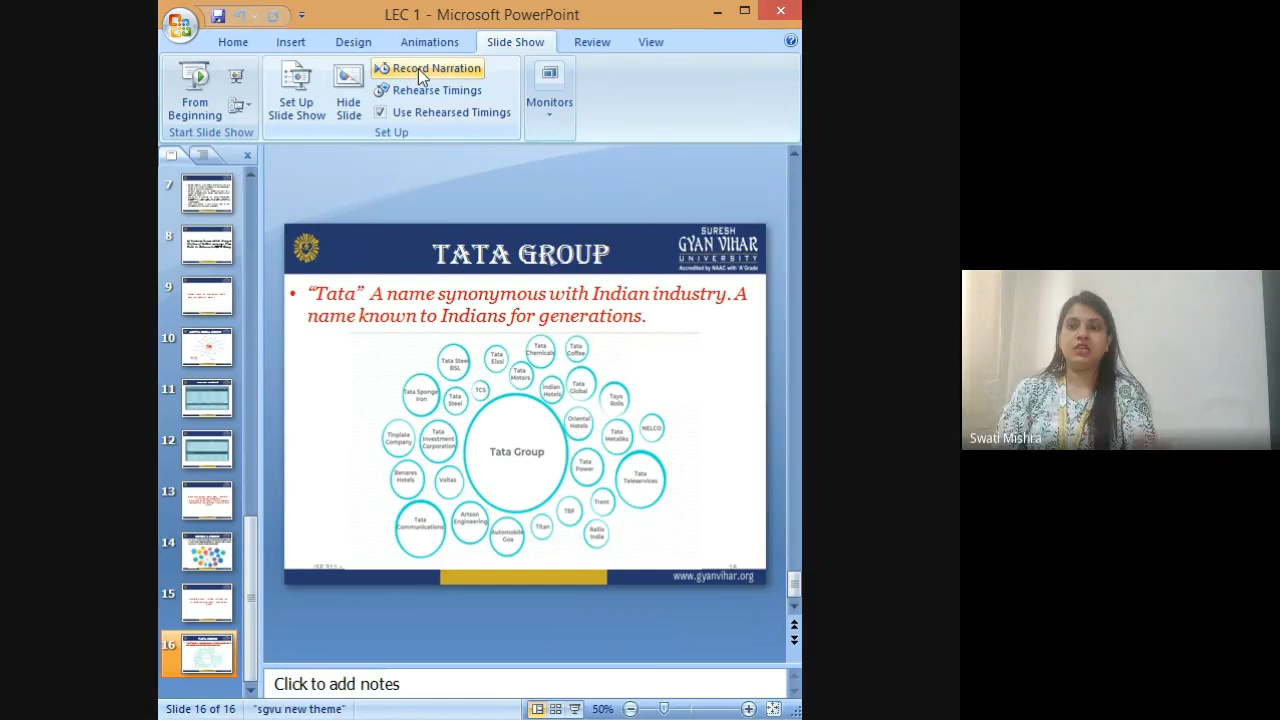 LEC 1 - Microsoft PowerPoint
Home Insert Design Animations Slide Show Review View
From Beginning
Start Slide Show
Set Up Slide Show
Hide Slide
Record Narration
Rehearse Timings
Use Rehearsed Timings
Set Up
Monitors
7
8
9
10
11
12
13
14
15
16
TATA GROUP
SURESH
GYAN VIHAR
UNIVERSITY
Accredited by NAAC with 'A' Grade
• “Tata” A name synonymous with Indian industry. A
name known to Indians for generations.
Tata Steel BSL
Tata Elxsi
Tata Chemicals
Tata Coffee
Tata Motors
Tata Sponge Iron
Tata Steel
TCS
Indian Hotels
Tata Global
Tayo Rolls
Oriental Hotels
NELCO
Tinplate Company
Tata Investment Corporation
Tata Group
Tata Metaliks
Tata Power
Benares Hotels
Voltas
Tata Teleservices
Tata Communications
Artson Engineering
Automobile Goa
Titan
TRF
Trent
Rallis India
www.gyanvihar.org
Swati Mishra
Click to add notes
Slide 16 of 16 "sgvu new theme" 50%